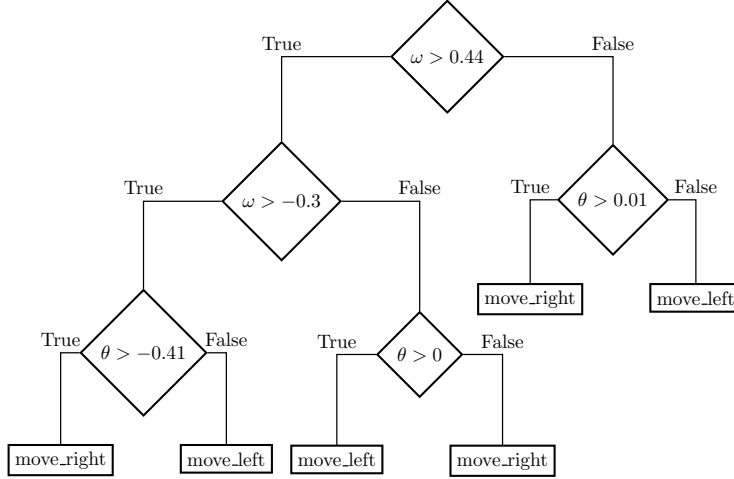 True
ω > 0.44
False
True
ω > −0.3
False
True
θ > 0.01
False
move_right
move_left
True
θ > −0.41
False
True
θ > 0
False
move_right
move_left
move_left
move_right